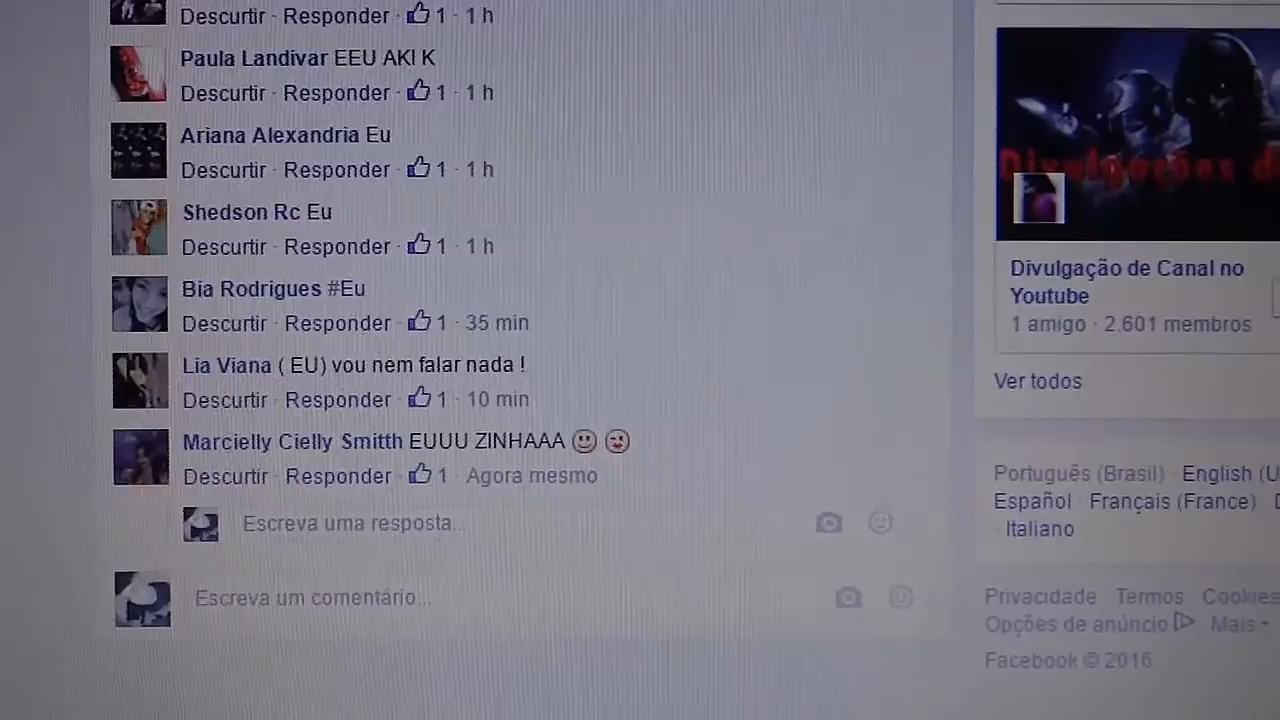 Descurtir · Responder · 1 · 1 h
Paula Landivar EEU AKI K
Descurtir · Responder · 1 · 1 h
Ariana Alexandria Eu
Descurtir · Responder · 1 · 1 h
Shedson Rc Eu
Descurtir · Responder · 1 · 1 h
Bia Rodrigues #Eu
Descurtir · Responder · 1 · 35 min
Lia Viana ( EU) vou nem falar nada !
Descurtir · Responder · 1 · 10 min
Marcielly Cielly Smitth EUUU ZINHAAA
Descurtir · Responder · 1 · Agora mesmo
Escreva uma resposta...
Escreva um comentário...
Divulgações d
Divulgação de Canal no
Youtube
1 amigo · 2.601 membros
Ver todos
Português (Brasil) · English (U
Español · Français (France) ·
· Italiano
Privacidade · Termos · Cookies
Opções de anúncio · Mais
Facebook © 2016